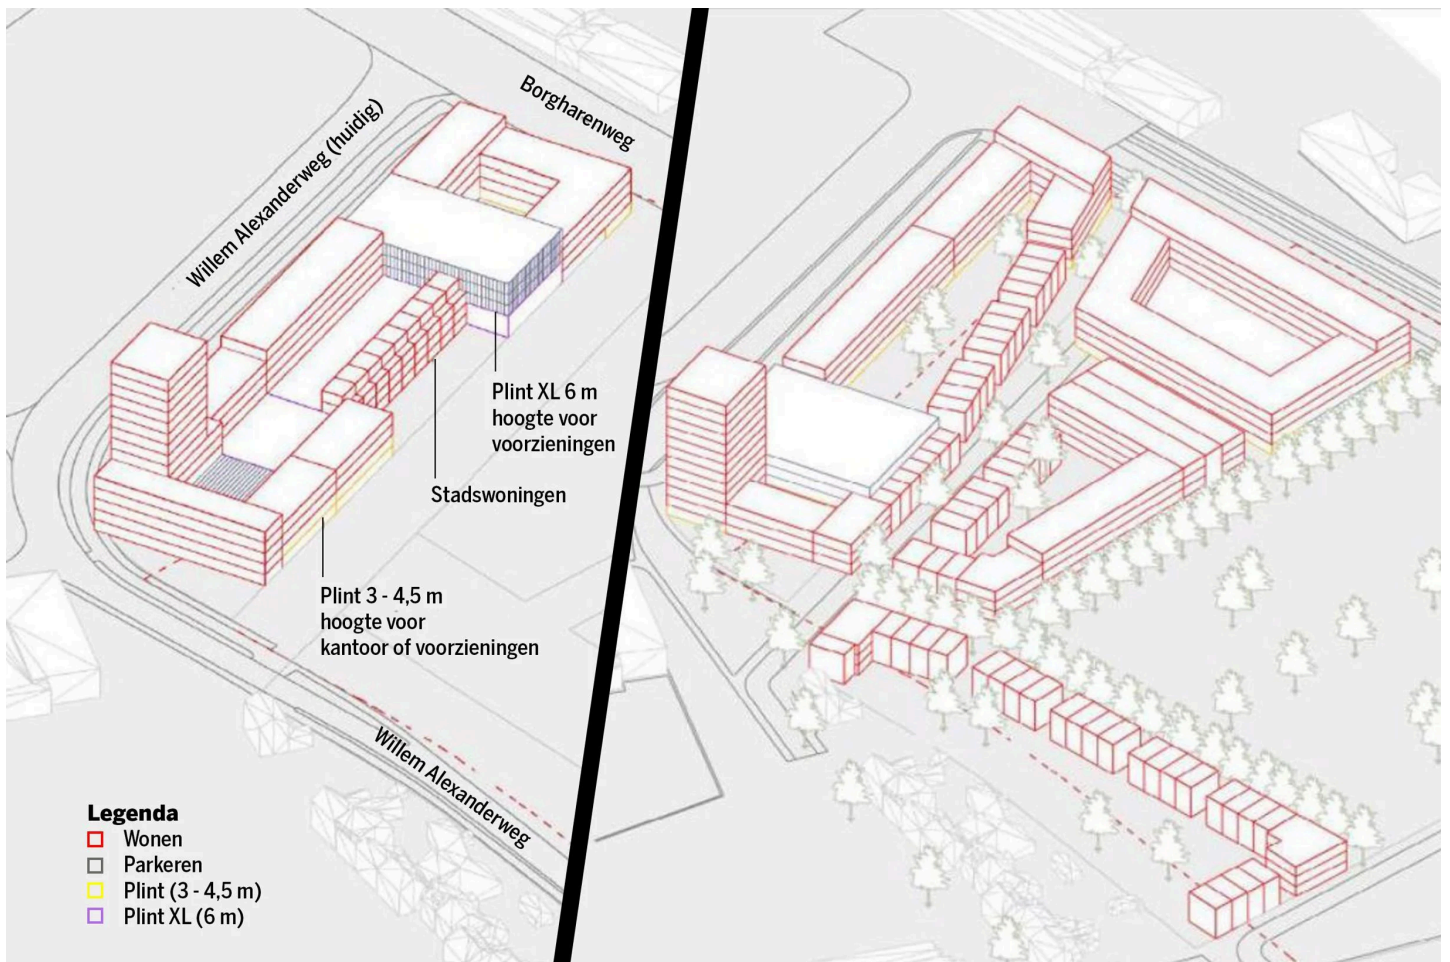 Borgharenweg
Willem Alexanderweg (huidig)
Plint XL 6 m
hoogte voor
voorzieningen
Stadswoningen
Plint 3 - 4,5 m
hoogte voor
kantoor of voorzieningen
Willem Alexanderweg
Legenda
Wonen
Parkeren
Plint (3 - 4,5 m)
Plint XL (6 m)